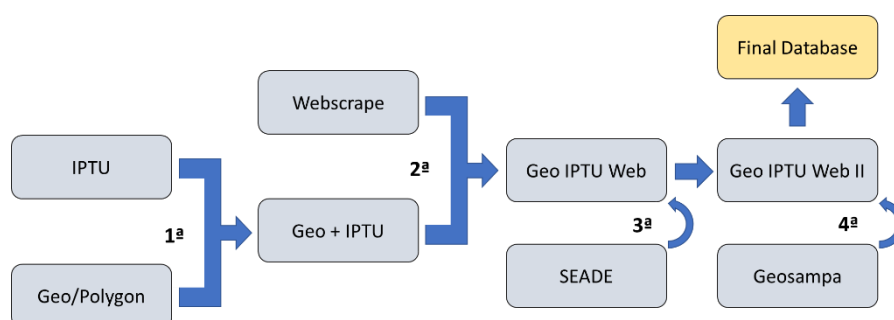 Final Database
Webscrape
IPTU
2ª
Geo IPTU Web
Geo IPTU Web II
1ª
Geo + IPTU
3ª
4ª
Geo/Polygon
SEADE
Geosampa